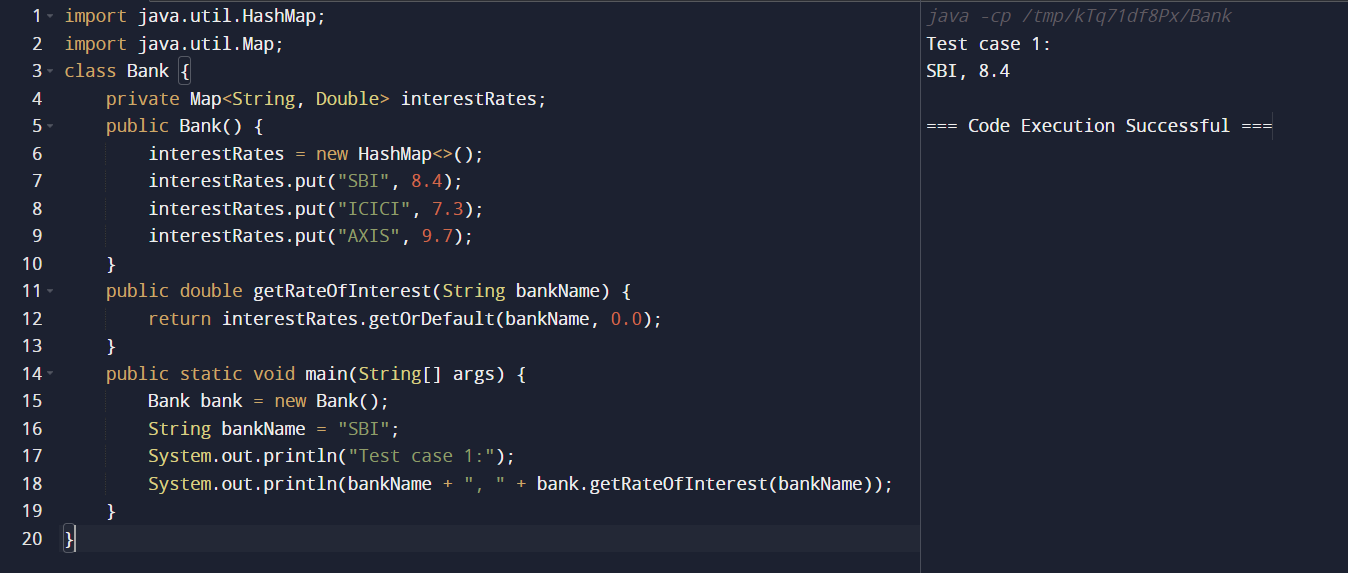 1 import java.util.HashMap;
2 import java.util.Map;
3 class Bank {
4     private Map<String, Double> interestRates;
5     public Bank() {
6         interestRates = new HashMap<>();
7         interestRates.put("SBI", 8.4);
8         interestRates.put("ICICI", 7.3);
9         interestRates.put("AXIS", 9.7);
10     }
11     public double getRateOfInterest(String bankName) {
12         return interestRates.getOrDefault(bankName, 0.0);
13     }
14     public static void main(String[] args) {
15         Bank bank = new Bank();
16         String bankName = "SBI";
17         System.out.println("Test case 1:");
18         System.out.println(bankName + ", " + bank.getRateOfInterest(bankName));
19     }
20 }
java -cp /tmp/kTq71df8Px/Bank
Test case 1:
SBI, 8.4
=== Code Execution Successful ===